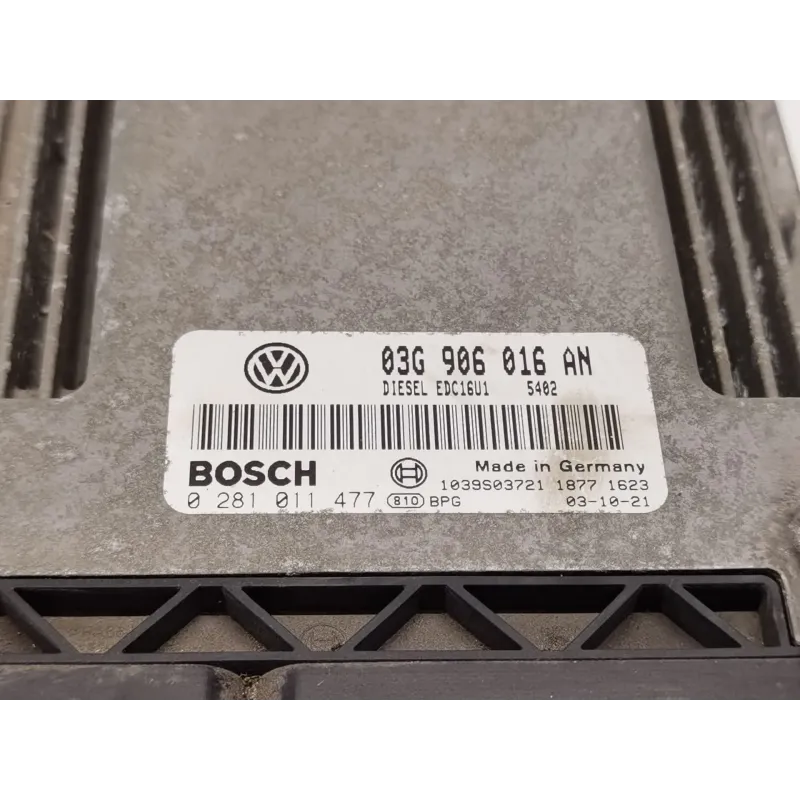 03G 906 016 AN
DIESEL EDC16U1 5402
BOSCH Made in Germany
1039S03721 1877 1623
0 281 011 477 810 BPG 03-10-21